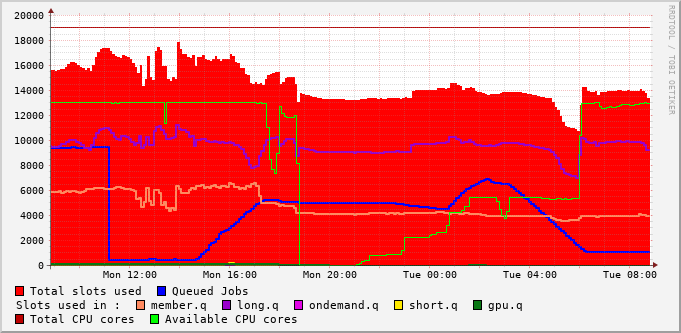 RRDTOOL / TOBI OETIKER
20000
18000
16000
14000
12000
10000
8000
6000
4000
2000
0
Mon 12:00 Mon 16:00 Mon 20:00 Tue 00:00 Tue 04:00 Tue 08:00
Total slots used Queued Jobs
Slots used in : member.q long.q ondemand.q short.q gpu.q
Total CPU cores Available CPU cores